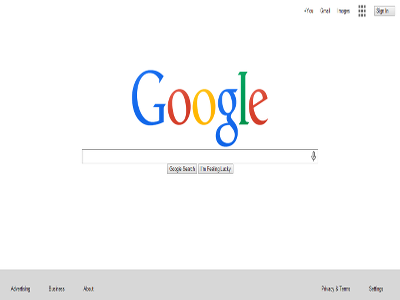 +You Gmail Images Sign In
Google
Google Search I'm Feeling Lucky
Advertising Business About Privacy & Terms Settings